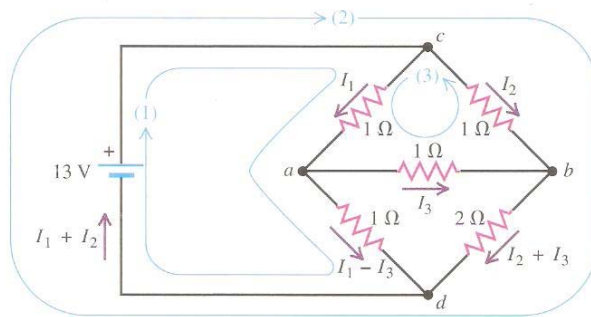 (2)
c
I₁
(3)
I₂
(1)
1 Ω
1 Ω
+
1 Ω
13 V
a
b
I₃
1 Ω
2 Ω
I₁ + I₂
I₁ – I₃
I₂ + I₃
d